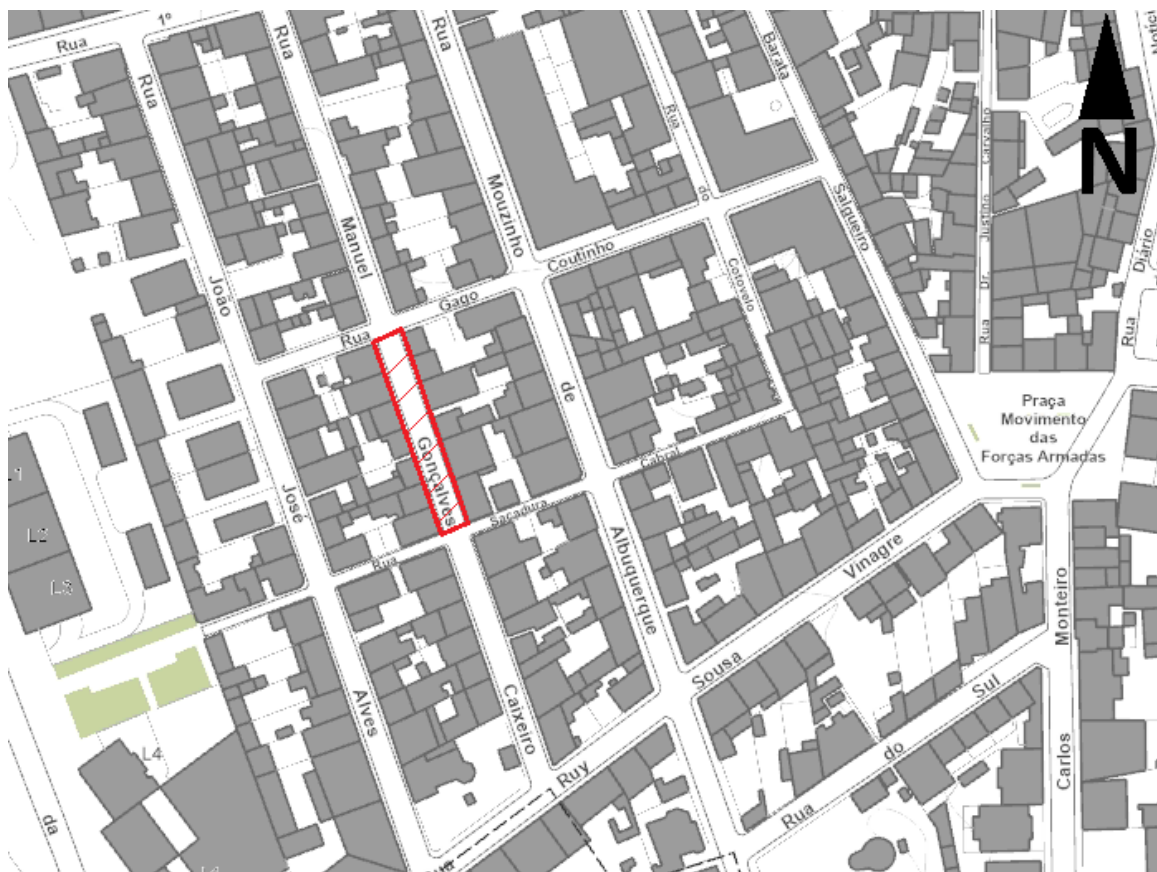 Rua
1º
Rua
João
José
Alves
Rua
Manuel
Gonçalves
Caixeiro
Rua
Mouzinho
de
Albuquerque
Rua
do
Cotovelo
Barata
Salgueiro
Rua
Dr.
Justino
Carvalho
Notíci
Diário
Rua
N
Rua
Gago
Coutinho
Rua
Sacadura
Cabral
Praça
Movimento
das
Forças Armadas
Rua
Ruy
Sousa
Vinagre
Rua
do
Sul
Carlos
Monteiro
L1
L2
L3
L4
da